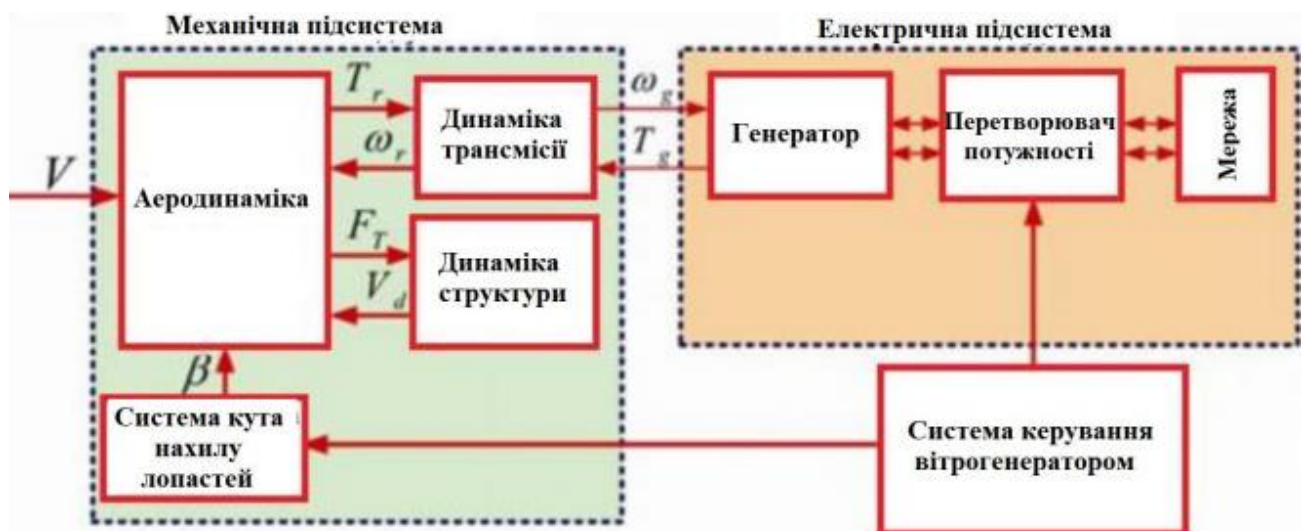 Механічна підсистема
Електрична підсистема
V
Аеродинаміка
T_r
ω_r
Динаміка
трансмісії
F_T
V_d
Динаміка
структури
β
Система кута
нахилу
лопастей
ω_g
T_g
Генератор
Перетворювач
потужності
Мережа
Система керування
вітрогенератором